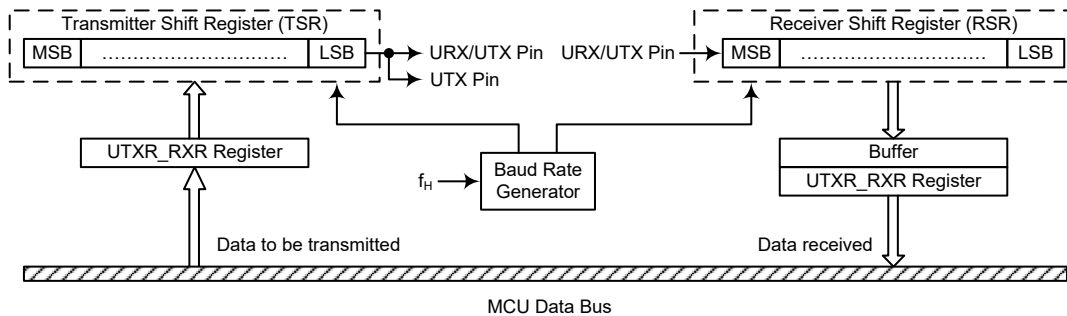 Transmitter Shift Register (TSR)
MSB ………………………… LSB
URX/UTX Pin
UTX Pin
Receiver Shift Register (RSR)
URX/UTX Pin
MSB ………………………… LSB
UTXR_RXR Register
Baud Rate
Generator
fH
Buffer
UTXR_RXR Register
Data to be transmitted
Data received
MCU Data Bus